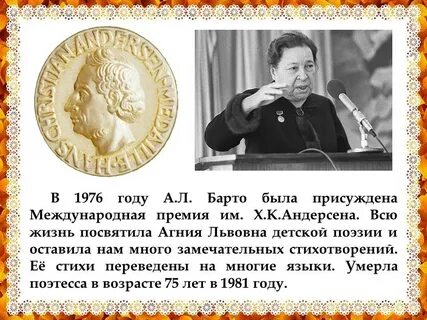 HANS CHRISTIAN ANDERSEN MEDAILLE
В 1976 году А.Л. Барто была присуждена
Международная премия им. Х.К.Андерсена. Всю
жизнь посвятила Агния Львовна детской поэзии и
оставила нам много замечательных стихотворений.
Её стихи переведены на многие языки. Умерла
поэтесса в возрасте 75 лет в 1981 году.